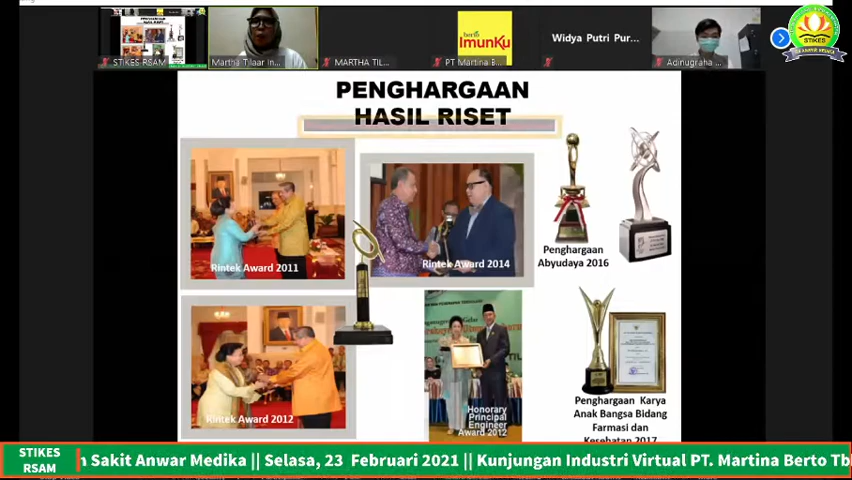 STIKES RSAM
Martha Tilaar In...
MARTHA TIL...
berto
ImunKu
PT Martina B...
Widya Putri Pur...
Adinugraha ...
STIKES
PENGHARGAAN
HASIL RISET
Rintek Award 2011
Rintek Award 2014
Penghargaan
Abyudaya 2016
Rintek Award 2012
Honorary
Principal
Engineer
Award 2012
Penghargaan Karya
Anak Bangsa Bidang
Farmasi dan
Kesehatan 2017
STIKES
RSAM
n Sakit Anwar Medika || Selasa, 23 Februari 2021 || Kunjungan Industri Virtual PT. Martina Berto Tb